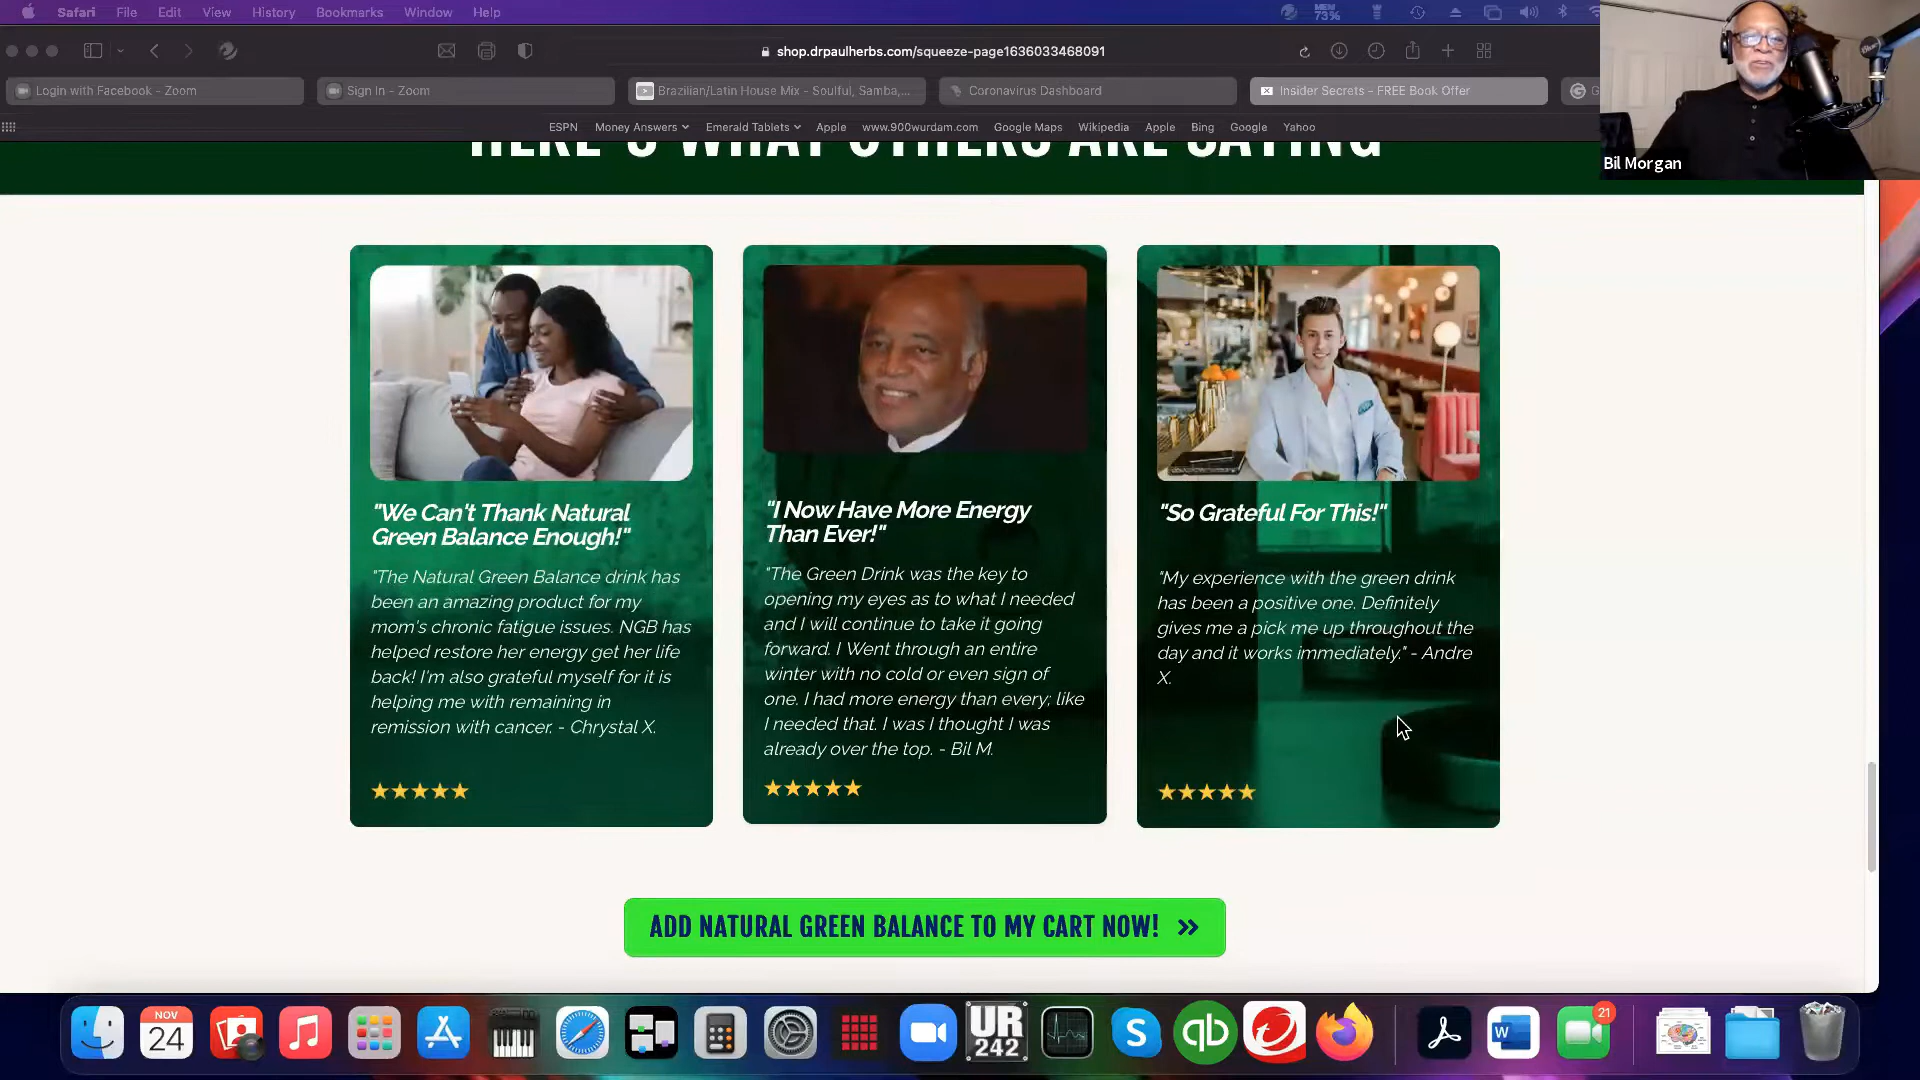 Safari File Edit View History Bookmarks Window Help
MEM
73%
shop.drpaulherbs.com/squeeze-page1636033468091
Login with Facebook - Zoom
Sign In - Zoom
Brazilian/Latin House Mix - Soulful, Samba,...
Coronavirus Dashboard
Insider Secrets - FREE Book Offer
ESPN Money Answers Emerald Tablets Apple www.900wurdam.com Google Maps Wikipedia Apple Bing Google Yahoo
Bil Morgan
HERE'S WHAT OTHERS ARE SAYING
"We Can't Thank Natural
Green Balance Enough!"
"The Natural Green Balance drink has
been an amazing product for my
mom's chronic fatigue issues. NGB has
helped restore her energy get her life
back! I'm also grateful myself for it is
helping me with remaining in
remission with cancer. - Chrystal X.
"I Now Have More Energy
Than Ever!"
"The Green Drink was the key to
opening my eyes as to what I needed
and I will continue to take it going
forward. I Went through an entire
winter with no cold or even sign of
one. I had more energy than every; like
I needed that. I was I thought I was
already over the top. - Bil M.
"So Grateful For This!"
"My experience with the green drink
has been a positive one. Definitely
gives me a pick me up throughout the
day and it works immediately." - Andre
X.
ADD NATURAL GREEN BALANCE TO MY CART NOW! »
NOV
24
UR
242
S
qb
W
21